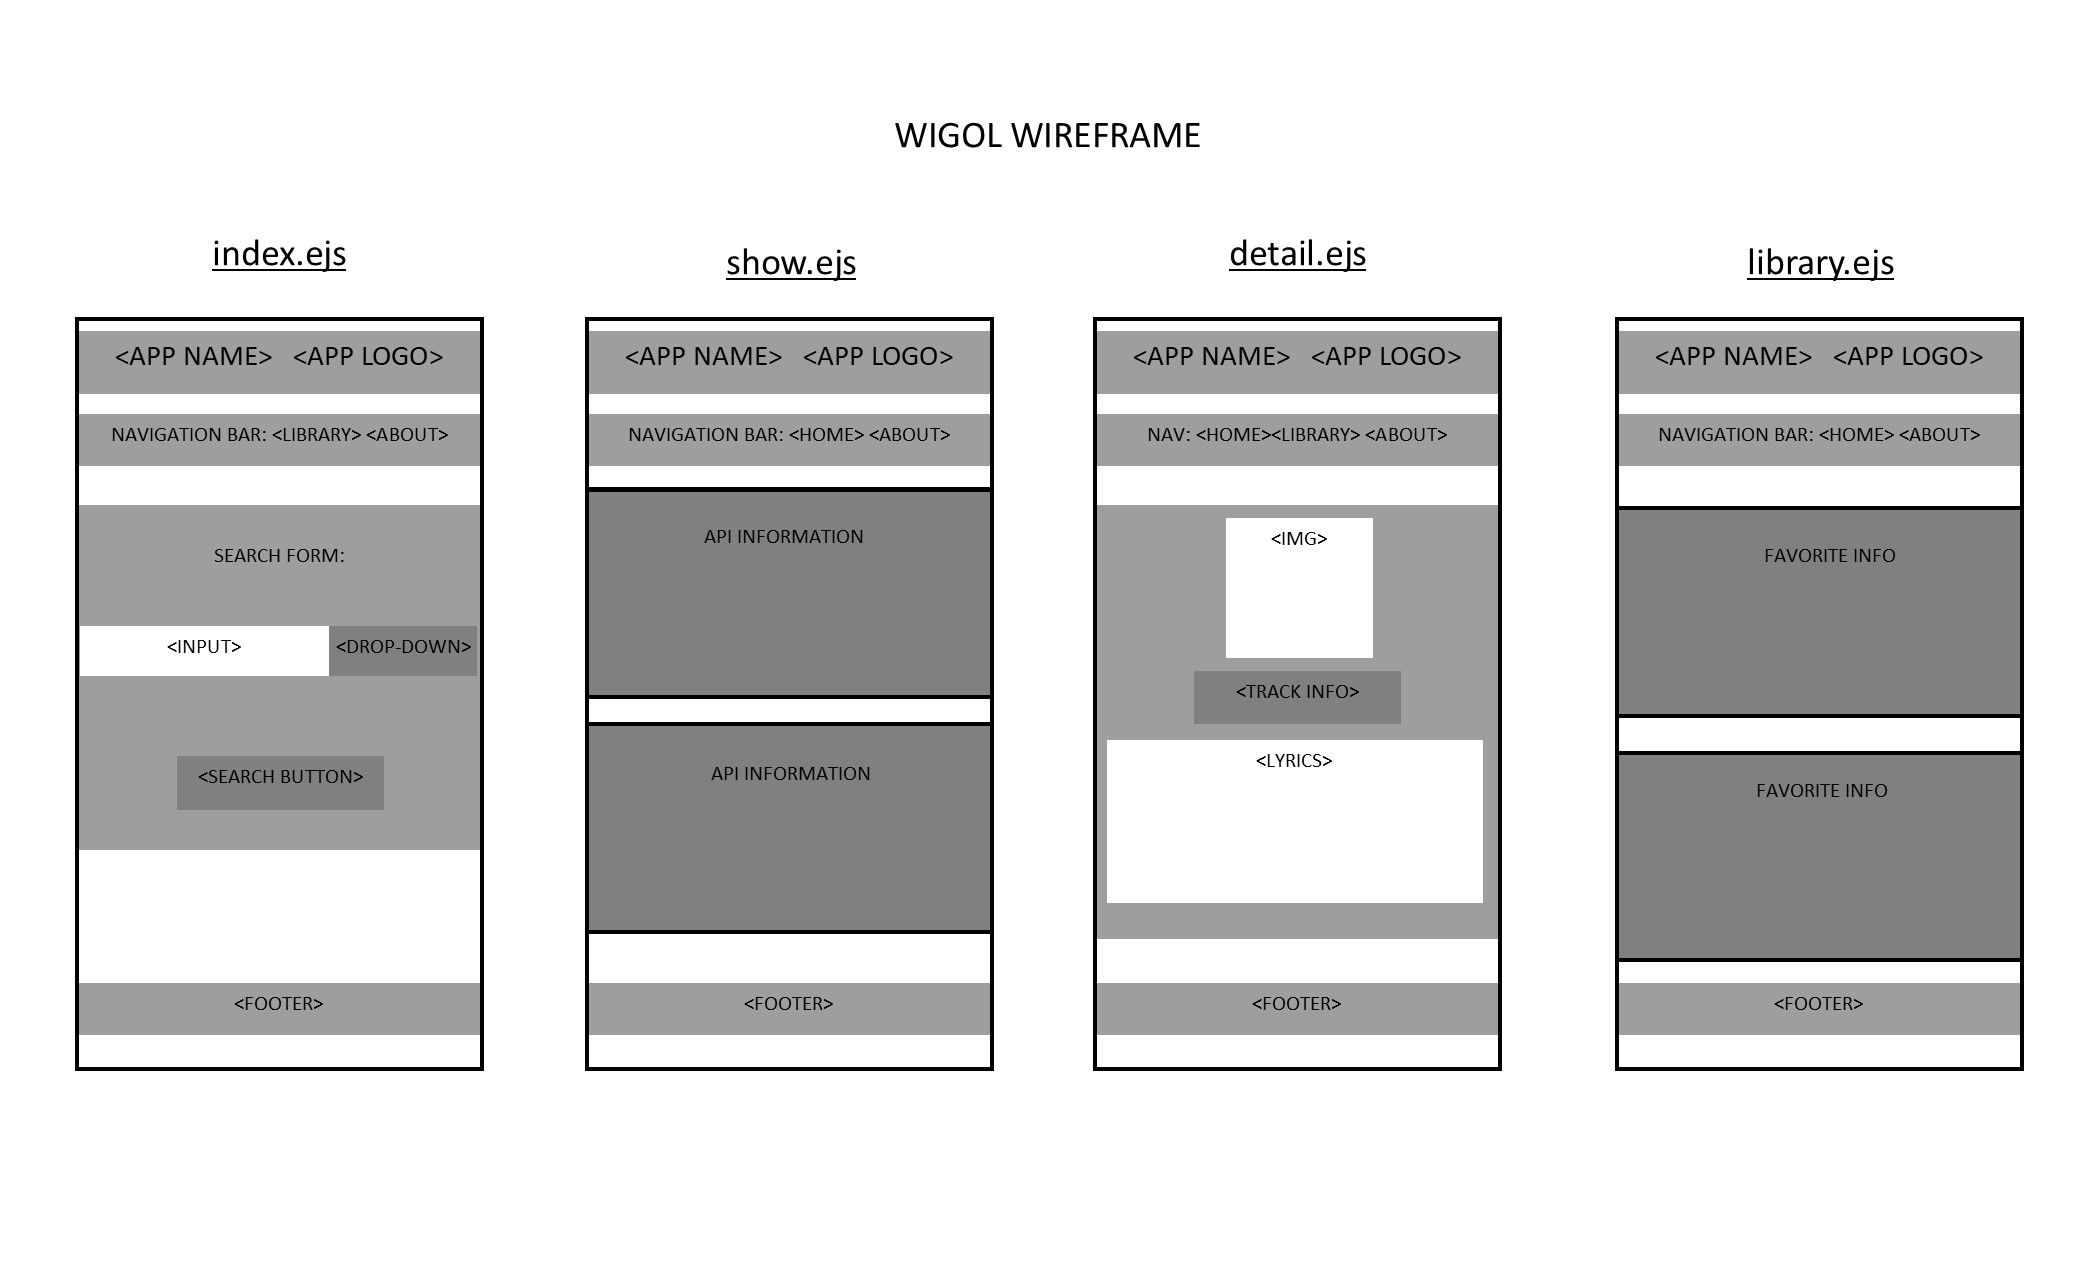 WIGOL WIREFRAME
index.ejs
<APP NAME> <APP LOGO>
NAVIGATION BAR: <LIBRARY> <ABOUT>
SEARCH FORM:
<INPUT>
<DROP-DOWN>
<SEARCH BUTTON>
<FOOTER>
show.ejs
<APP NAME> <APP LOGO>
NAVIGATION BAR: <HOME> <ABOUT>
API INFORMATION
API INFORMATION
<FOOTER>
detail.ejs
<APP NAME> <APP LOGO>
NAV: <HOME><LIBRARY> <ABOUT>
<IMG>
<TRACK INFO>
<LYRICS>
<FOOTER>
library.ejs
<APP NAME> <APP LOGO>
NAVIGATION BAR: <HOME> <ABOUT>
FAVORITE INFO
FAVORITE INFO
<FOOTER>